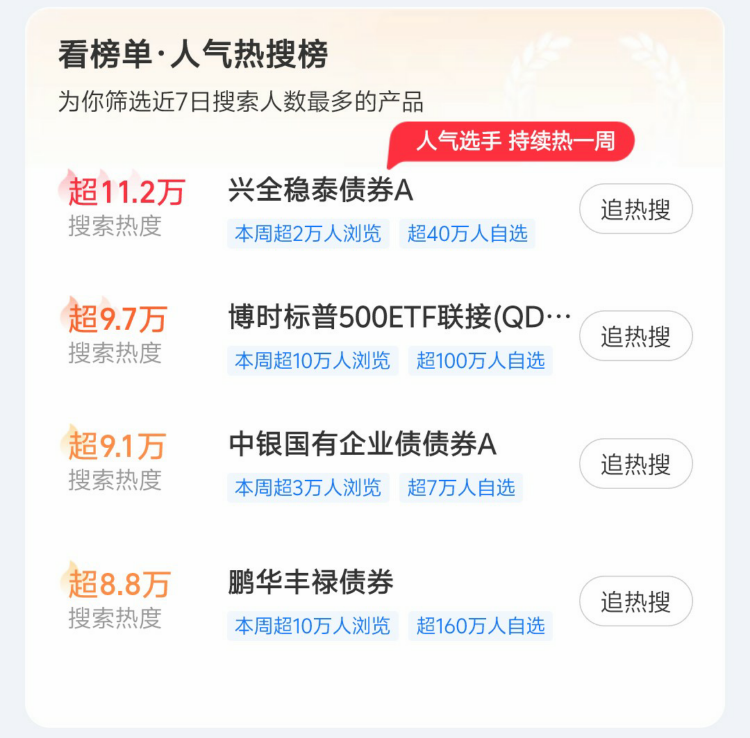 看榜单·人气热搜榜
为你筛选近7日搜索人数最多的产品
人气选手 持续热一周
超11.2万
搜索热度
兴全稳泰债券A
本周超2万人浏览 超40万人自选
追热搜
超9.7万
搜索热度
博时标普500ETF联接(QD…
本周超10万人浏览 超100万人自选
追热搜
超9.1万
搜索热度
中银国有企业债债券A
本周超3万人浏览 超7万人自选
追热搜
超8.8万
搜索热度
鹏华丰禄债券
本周超10万人浏览 超160万人自选
追热搜